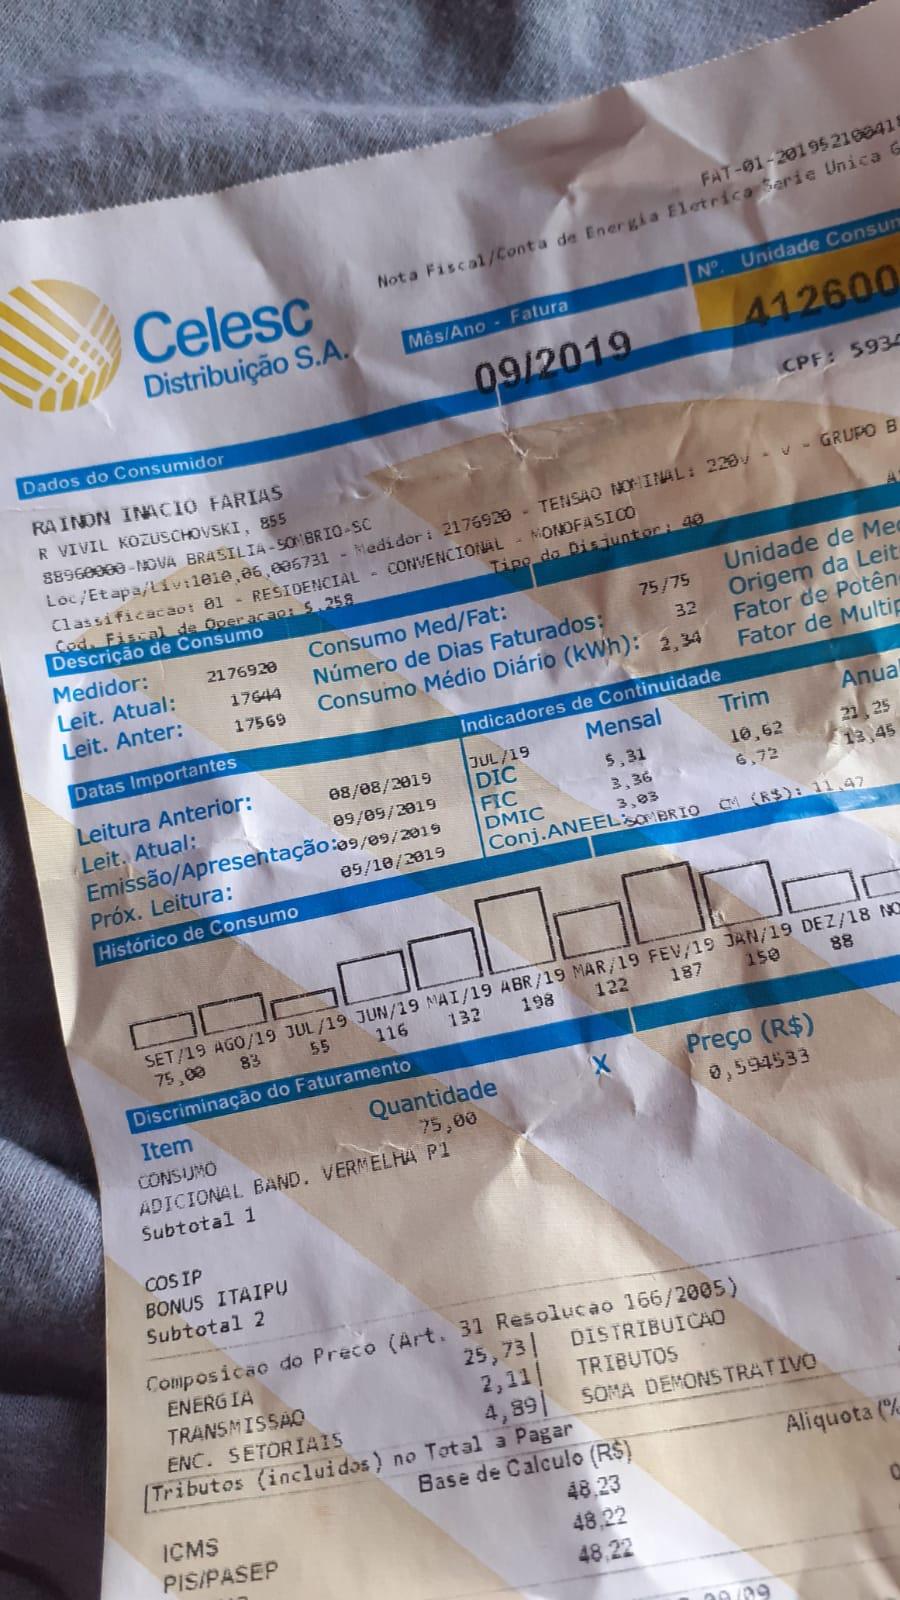 FAT-01-201952100418
Nota Fiscal/Conta de Energia Eletrica Serie Unica
Celesc
Distribuição S.A.
Mês/Ano - Fatura
09/2019
Nº. Unidade Consum
412600
CPF: 5934
Dados do Consumidor
RAINON INACIO FARIAS
R VIVIL KOZUSCHOVSKI, 855
88960000-NOVA BRASILIA-SOMBRIO-SC
Loc/Etapa/Liv:1010,06,006731 - Medidor: 2176920 - TENSAO NOMINAL: 220v - v - GRUPO B
Classificacao: 01 - RESIDENCIAL - CONVENCIONAL - MONOFASICO
Cod. Fiscal de Operacao: 5.258 Tipo do Disjuntor: 40
Descrição de Consumo
Medidor: 2176920
Leit. Atual: 17644
Leit. Anter: 17569
Consumo Med/Fat: 75/75
Número de Dias Faturados: 32
Consumo Médio Diário (kWh): 2,34
Unidade de Med
Origem da Leit
Fator de Potên
Fator de Multip
Datas Importantes
Leitura Anterior: 08/08/2019
Leit. Atual: 09/09/2019
Emissão/Apresentação: 09/09/2019
Próx. Leitura: 09/10/2019
Indicadores de Continuidade
JUL/19 Mensal Trim Anual
DIC 5,31 10,62 21,25
FIC 3,36 6,72 13,45
DMIC 3,03
Conj.ANEEL: SOMBRIO CM (R$): 11,47
Histórico de Consumo
SET/19 AGO/19 JUL/19 JUN/19 MAI/19 ABR/19 MAR/19 FEV/19 JAN/19 DEZ/18 NO
75,00 83 55 116 132 198 122 187 150 88
Discriminação do Faturamento
Item Quantidade X Preço (R$)
CONSUMO 75,00 0,594533
ADICIONAL BAND. VERMELHA P1
Subtotal 1
COSIP
BONUS ITAIPU
Subtotal 2
Composicao do Preco (Art. 31 Resolucao 166/2005)
ENERGIA 25,73| DISTRIBUICAO
TRANSMISSAO 2,11| TRIBUTOS
ENC. SETORIAIS 4,89| SOMA DEMONSTRATIVO
Tributos (incluidos) no Total a Pagar
Base de Calculo (R$) Aliquota (%
ICMS 48,23
PIS/PASEP 48,22
48,22
09/09